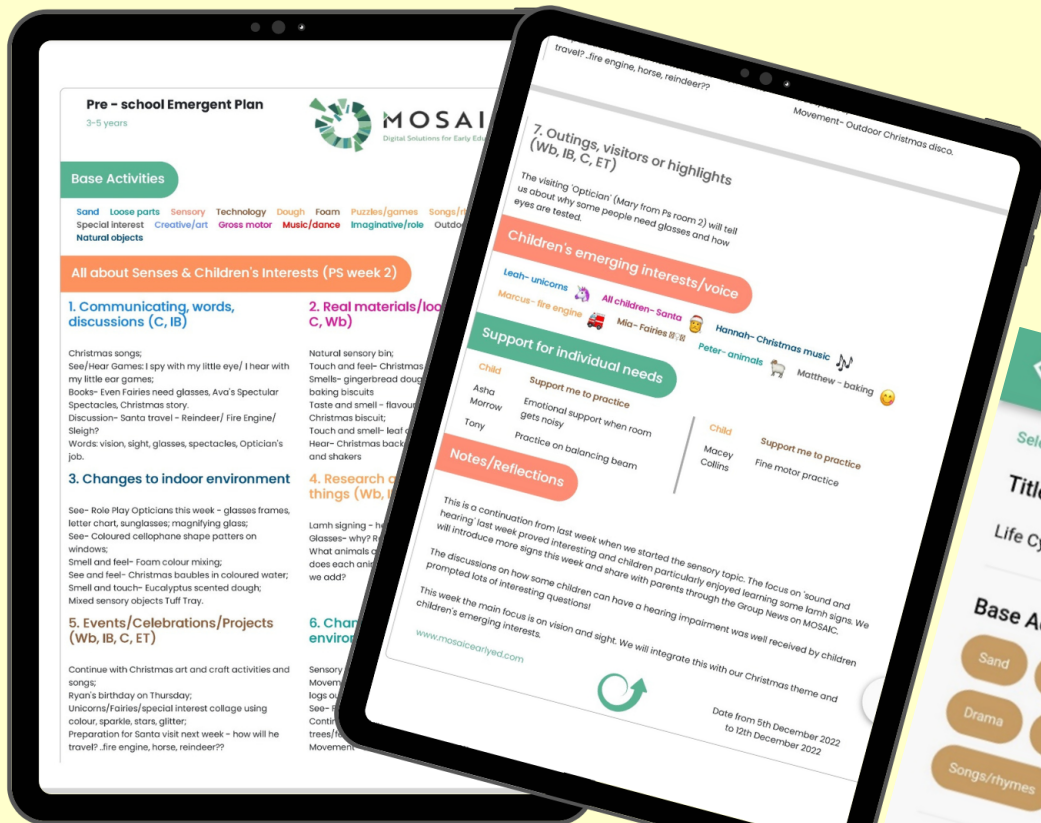 Pre - school Emergent Plan
3-5 years
MOSAI
Digital Solutions for Early
Base Activities
Sand Loose parts Sensory Technology Dough Foam Puzzles/games
Special interest Creative/art Gross motor Music/dance Imaginative/role
Natural objects
All about Senses & Children's Interests (PS week 2)
1. Communicating, words,
discussions (C, IB)
Christmas songs;
See/Hear Games: I spy with my little eye/ I hear with
my little ear games;
Books- Even Fairies need glasses, Ava's Spectular
Spectacles, Christmas story.
Discussion- Santa travel - Reindeer/ Fire Engine/
Sleigh?
Words: vision, sight, glasses, spectacles, Optician's
job.
2. Real materials/loo
C, Wb)
Natural sensory bin;
Touch and feel- Christmas
Smells- gingerbread doug
baking biscuits
Taste and smell - flavour
Christmas biscuit;
Touch and smell- leaf
Hear- Christmas back
and shakers
3. Changes to indoor environment
See- Role Play Opticians this week - glasses frames,
letter chart, sunglasses; magnifying glass;
See- Coloured cellophane shape patters on
windows;
Smell and feel- Foam colour mixing;
See and feel- Christmas baubles in coloured water;
Smell and touch- Eucalyptus scented dough;
Mixed sensory objects Tuff Tray.
4. Research
things (Wb,
Lamh signing - he
Glasses- why?
What animals
does each ani
we add?
5. Events/Celebrations/Projects
(Wb, IB, C, ET)
Continue with Christmas art and craft activities and
songs;
Ryan's birthday on Thursday;
Unicorns/Fairies/special interest collage using
colour, sparkle, stars, glitter;
Preparation for Santa visit next week - how will he
travel? ..fire engine, horse, reindeer??
6. Chan
enviro
Sensory
Movem
logs ou
See-
Contin
trees/fo
Movement
travel? ..fire engine, horse, reindeer??
Movement- Outdoor Christmas disco.
7. Outings, visitors or highlights
(Wb, IB, C, ET)
The visiting 'Optician' (Mary from Ps room 2) will tell
us about why some people need glasses and how
eyes are tested.
Children's emerging interests/voice
Leah- unicorns All children- Santa Hannah- Christmas music
Marcus- fire engine Mia- Fairies Peter- animals Matthew - baking
Support for individual needs
Child Support me to practice
Asha Morrow Emotional support when room
gets noisy
Tony Practice on balancing beam
Child Support me to practice
Macey Collins Fine motor practice
Notes/Reflections
This is a continuation from last week when we started the sensory topic. The focus on 'sound and
hearing' last week proved interesting and children particularly enjoyed learning some lamh signs. We
will introduce more signs this week and share with parents through the Group News on MOSAIC.
The discussions on how some children can have a hearing impairment was well received by children
prompted lots of interesting questions!
This week the main focus is on vision and sight. We will integrate this with our Christmas theme and
children's emerging interests.
www.mosaicearlyed.com
Date from 5th December 2022
to 12th December 2022
Sele
Title
Life Cy
Base A
Sand
Drama
Songs/rhymes